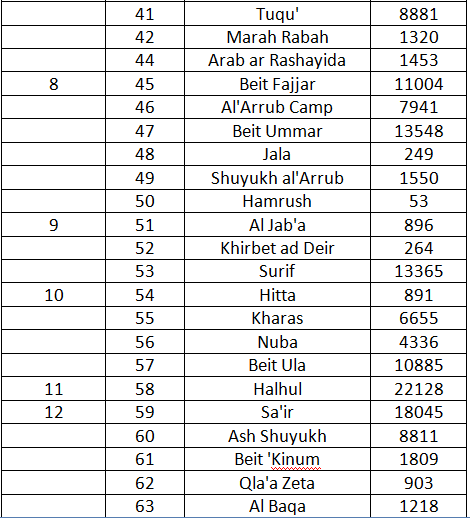 41 Tuqu' 8881
42 Marah Rabah 1320
44 Arab ar Rashayida 1453
8 45 Beit Fajjar 11004
46 Al'Arrub Camp 7941
47 Beit Ummar 13548
48 Jala 249
49 Shuyukh al'Arrub 1550
50 Hamrush 53
9 51 Al Jab'a 896
52 Khirbet ad Deir 264
53 Surif 13365
10 54 Hitta 891
55 Kharas 6655
56 Nuba 4336
57 Beit Ula 10885
11 58 Halhul 22128
12 59 Sa'ir 18045
60 Ash Shuyukh 8811
61 Beit 'Kinum 1809
62 Qla'a Zeta 903
63 Al Baqa 1218